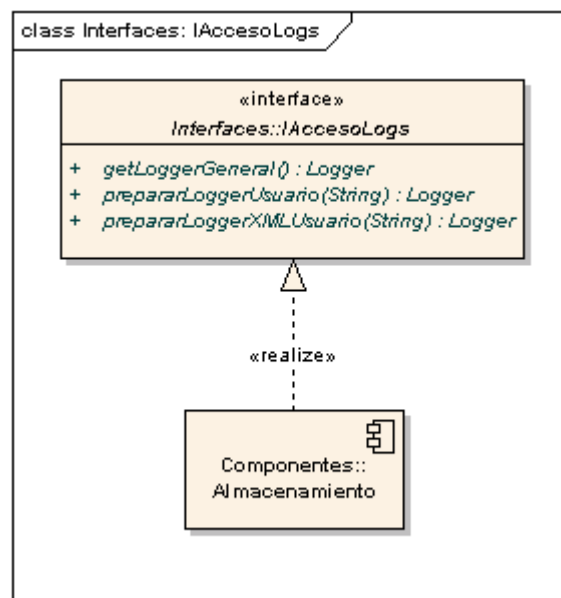 class Interfaces: IAccesoLogs
«interface»
Interfaces::IAccesoLogs
+ getLoggerGeneral() : Logger
+ prepararLoggerUsuario(String) : Logger
+ prepararLoggerXMLUsuario(String) : Logger
«realize»
Componentes::
Almacenamiento